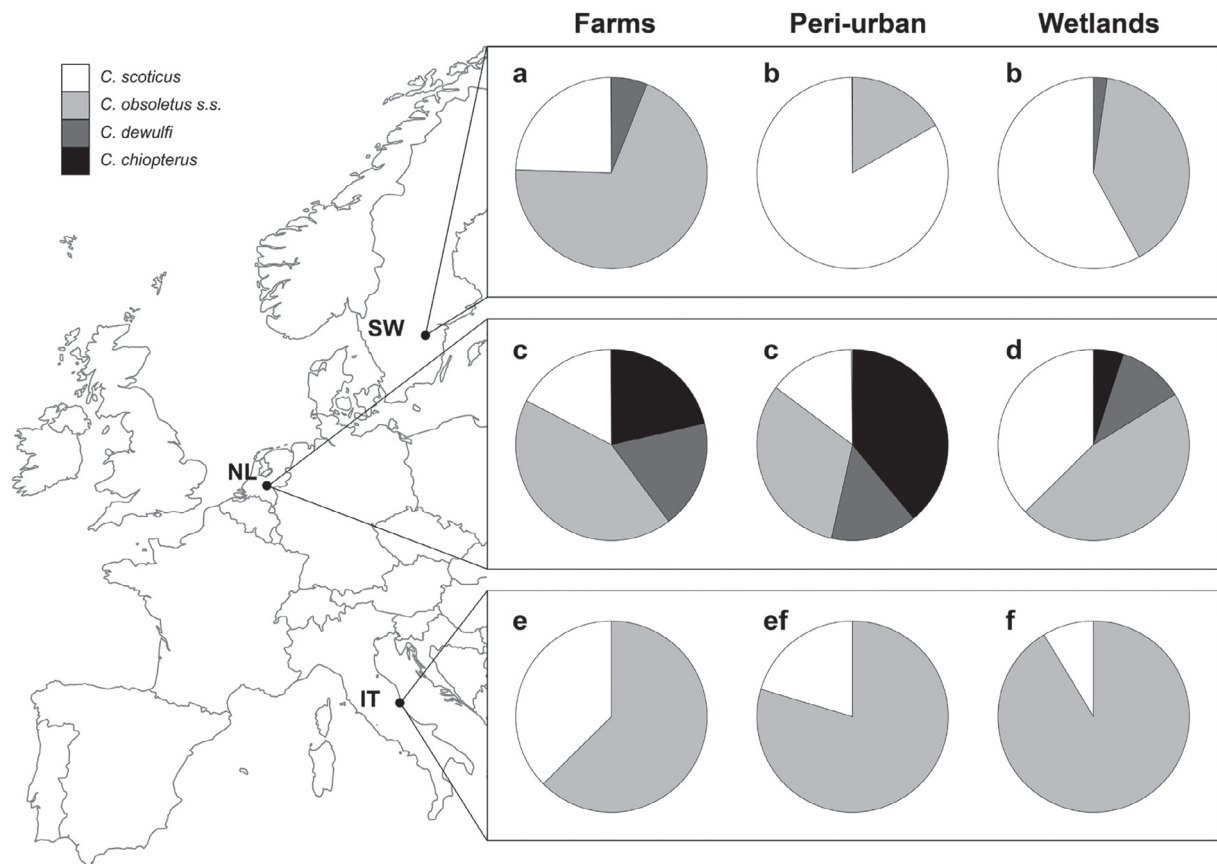 Farms Peri-urban Wetlands
C. scoticus
C. obsoletus s.s.
C. dewulfi
C. chiopterus
a b b
SW
c c d
NL
e ef f
IT